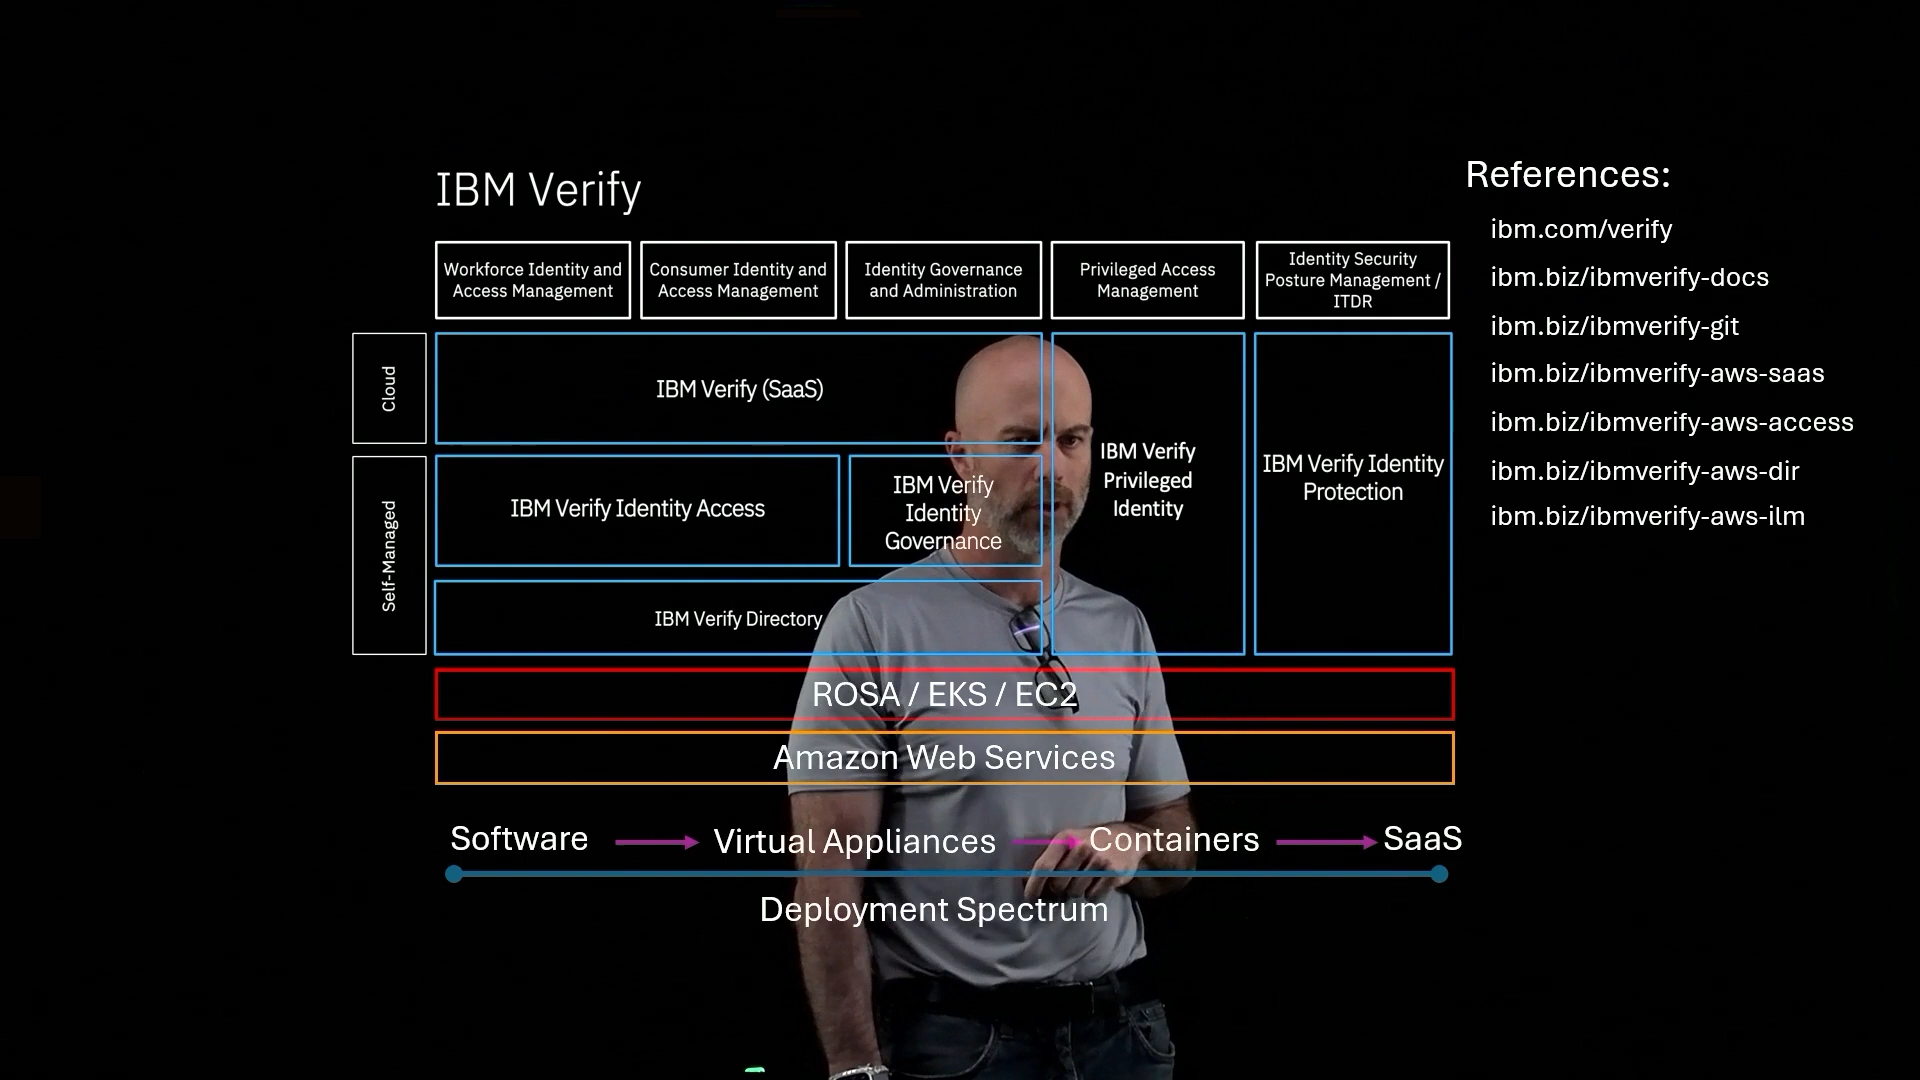 IBM Verify
Workforce Identity and
Access Management
Consumer Identity and
Access Management
Identity Governance
and Administration
Privileged Access
Management
Identity Security
Posture Management /
ITDR
Cloud
IBM Verify (SaaS)
Self-Managed
IBM Verify Identity Access
IBM Verify
Identity
Governance
IBM Verify
Privileged
Identity
IBM Verify Identity
Protection
IBM Verify Directory
ROSA / EKS / EC2
Amazon Web Services
Software
Virtual Appliances
Containers
SaaS
Deployment Spectrum
References:
ibm.com/verify
ibm.biz/ibmverify-docs
ibm.biz/ibmverify-git
ibm.biz/ibmverify-aws-saas
ibm.biz/ibmverify-aws-access
ibm.biz/ibmverify-aws-dir
ibm.biz/ibmverify-aws-ilm